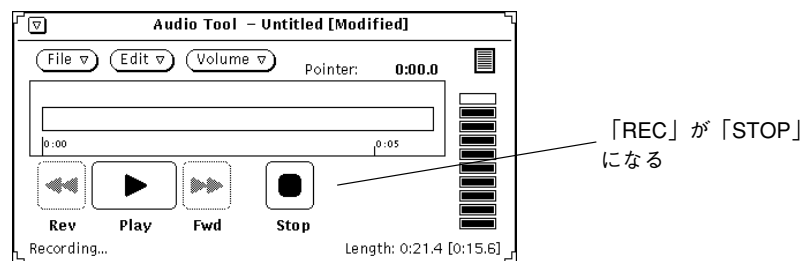 Audio Tool – Untitled [Modified]
File Edit Volume Pointer: 0:00.0
0:00 0:05
Rev Play Fwd Stop
Recording... Length: 0:21.4 [0:15.6]
「REC」が「STOP」
になる